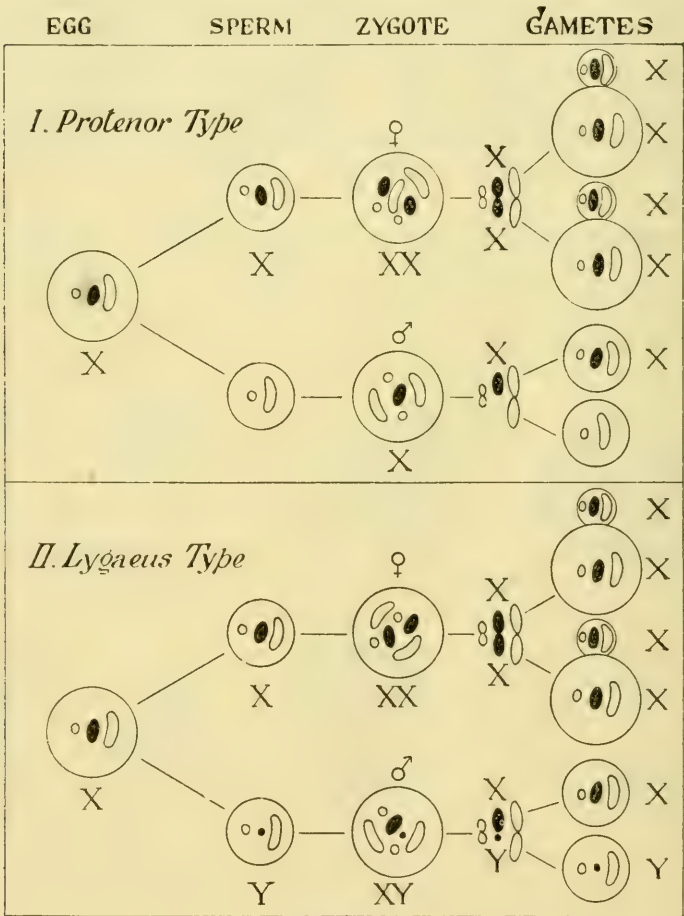 EGG SPERM ZYGOTE GAMETES
X
I. Protenor Type X
♀ X
X
X
X XX X X
♂
X X
X
X
X
II. Lygaeus Type X
♀
X
X
X XX X X
X
♂
X X
Y
Y XY Y